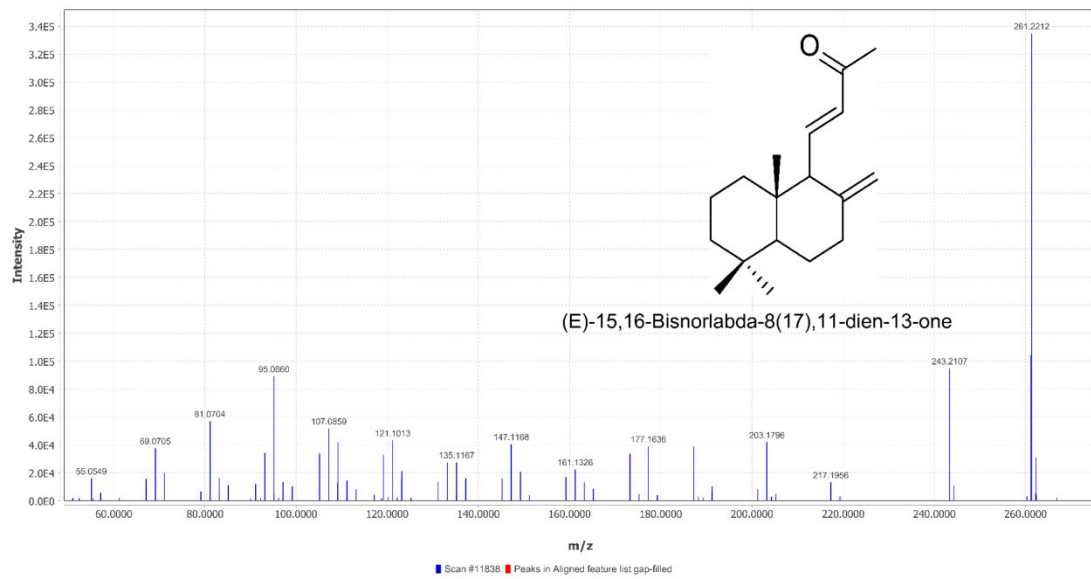 3.4E5
3.2E5
3.0E5
2.8E5
2.6E5
2.4E5
2.2E5
2.0E5
1.8E5
1.6E5
1.4E5
1.2E5
1.0E5
8.0E4
6.0E4
4.0E4
2.0E4
0.0E0
Intensity
261.2212
O
(E)-15,16-Bisnorlabda-8(17),11-dien-13-one
243.2107
95.0860
81.0704
107.0859
121.1013
69.0705
147.1168
177.1636
203.1796
135.1167
161.1326
55.0549
217.1956
60.0000 80.0000 100.0000 120.0000 140.0000 160.0000 180.0000 200.0000 220.0000 240.0000 260.0000
m/z
Scan #11838 Peaks in Aligned feature list gap-filled